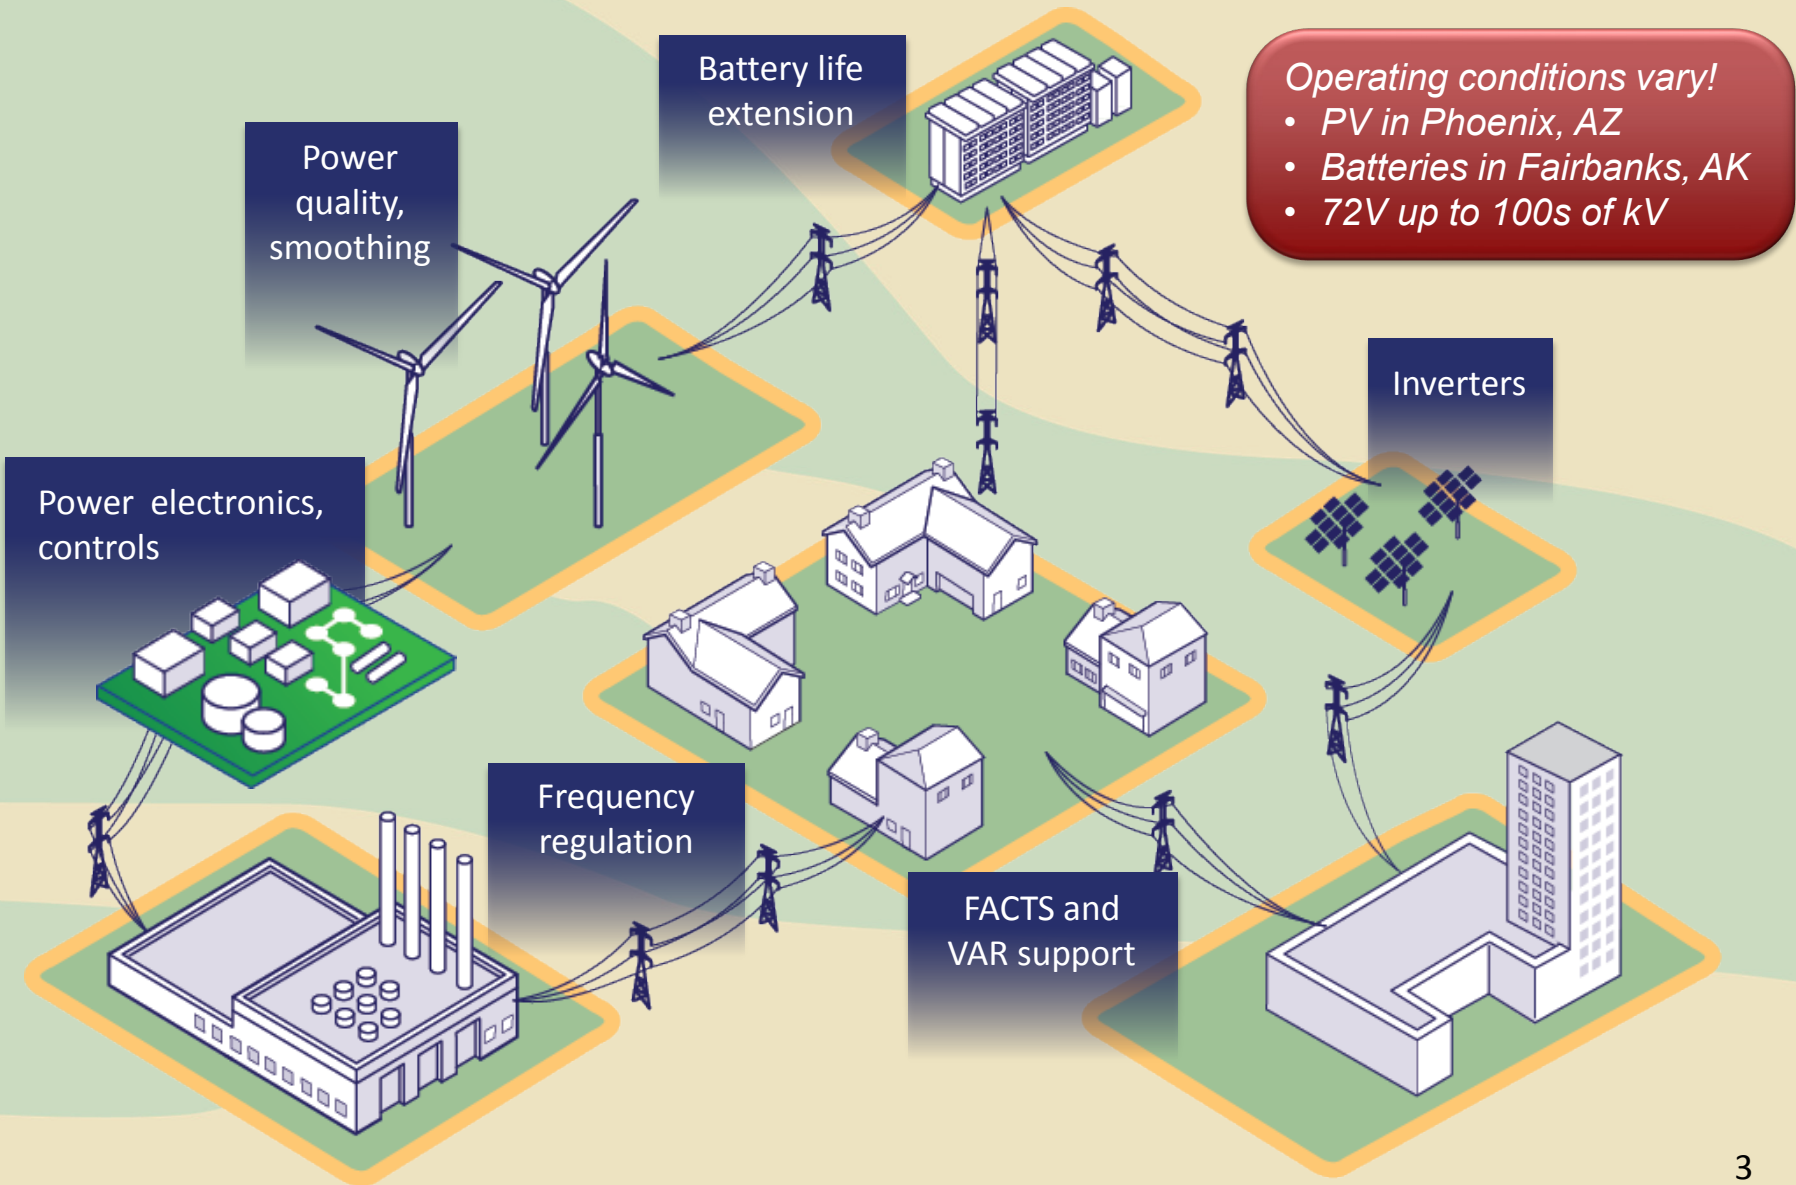 Battery life
extension
Operating conditions vary!
• PV in Phoenix, AZ
• Batteries in Fairbanks, AK
• 72V up to 100s of kV
Power
quality,
smoothing
Inverters
Power electronics,
controls
Frequency
regulation
FACTS and
VAR support
3